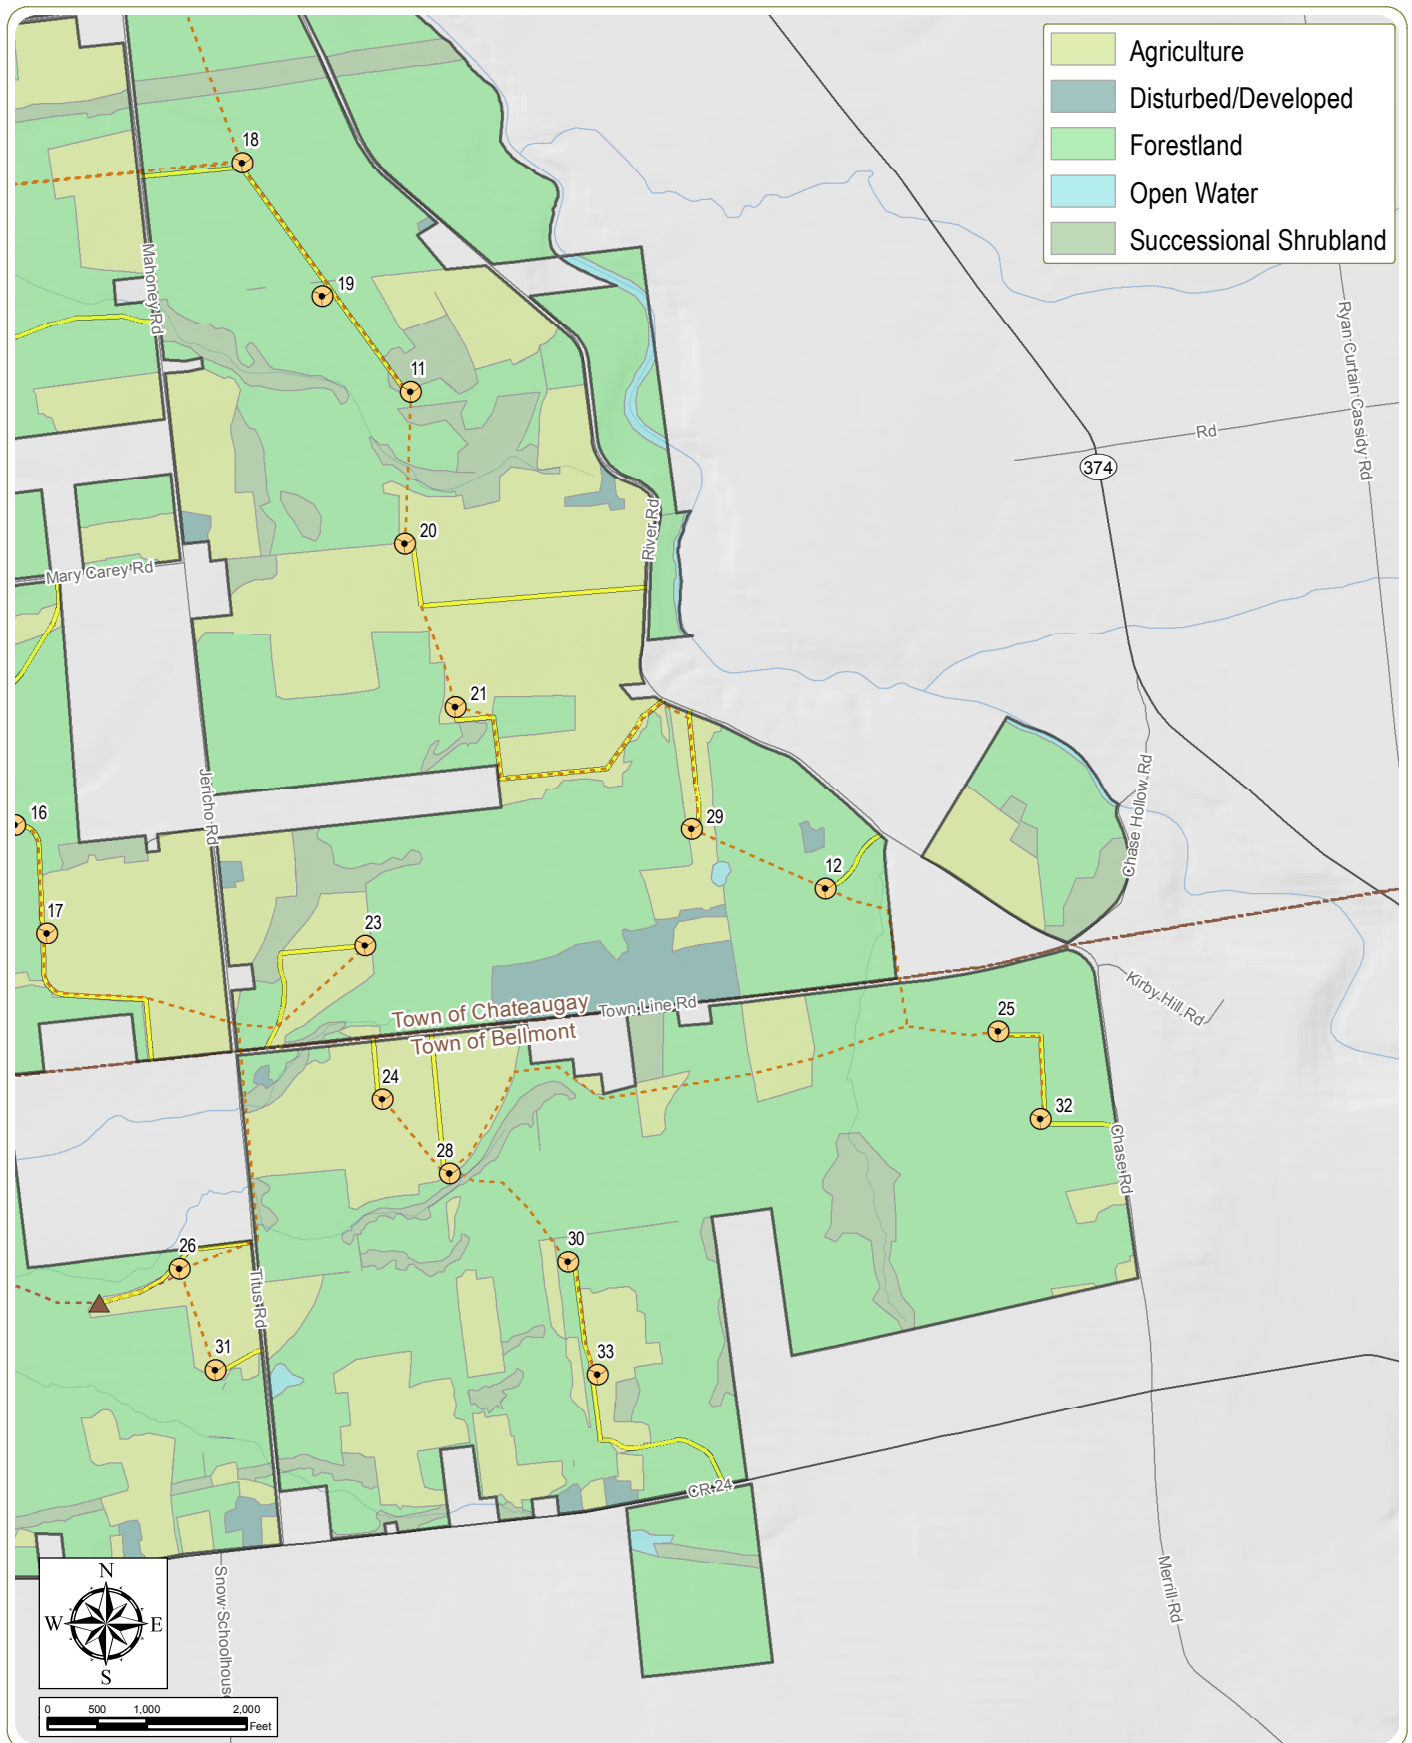 Agriculture
Disturbed/Developed
Forestland
Open Water
Successional Shrubland
18
Mahoney Rd
19
11
Ryan Curtain Cassidy Rd
Rd
374
River Rd
20
Mary Carey Rd
21
Jericho Rd
Chase Hollow Rd
16
29
12
17
23
Kirby Hill Rd
Town of Chateaugay
Town Line Rd
Town of Bellmont
25
24
32
28
Chase Rd
26
30
Titus Rd
31
33
CR 24
Merrill Rd
Snow Schoolhouse
N
W E
S
0 500 1,000 2,000
Feet